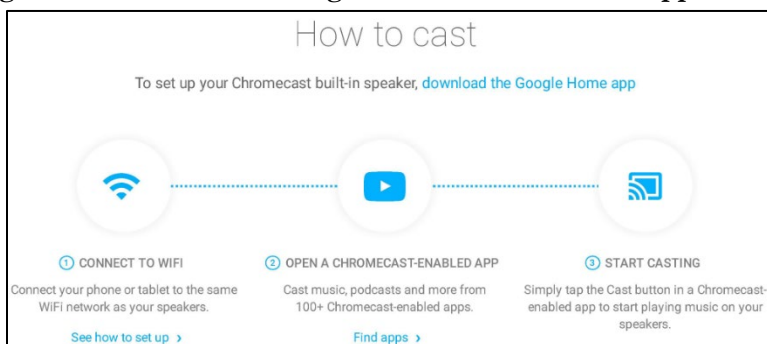 How to cast
To set up your Chromecast built-in speaker, download the Google Home app
1 CONNECT TO WIFI
Connect your phone or tablet to the same
WiFi network as your speakers.
See how to set up ›
2 OPEN A CHROMECAST-ENABLED APP
Cast music, podcasts and more from
100+ Chromecast-enabled apps.
Find apps ›
3 START CASTING
Simply tap the Cast button in a Chromecast-
enabled app to start playing music on your
speakers.